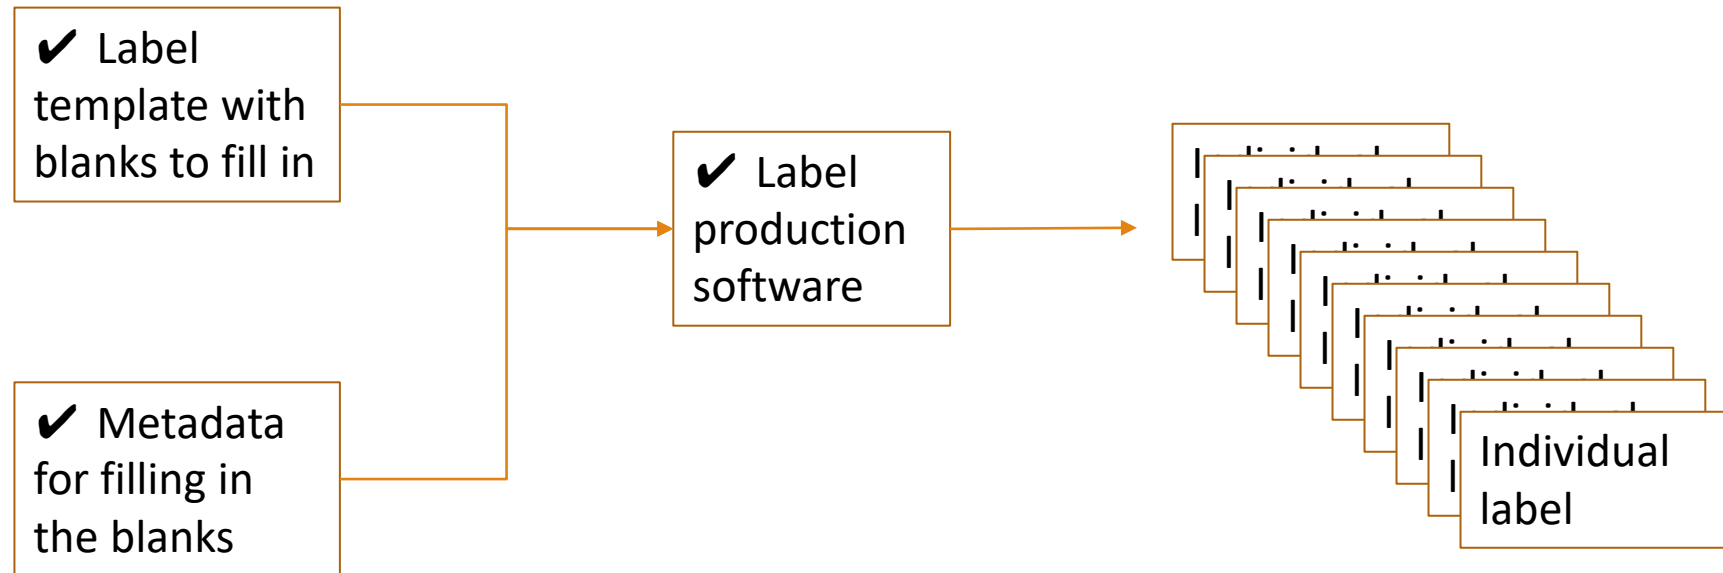 ✔ Label
template with
blanks to fill in
✔ Metadata
for filling in
the blanks
✔ Label
production
software
Individual
label